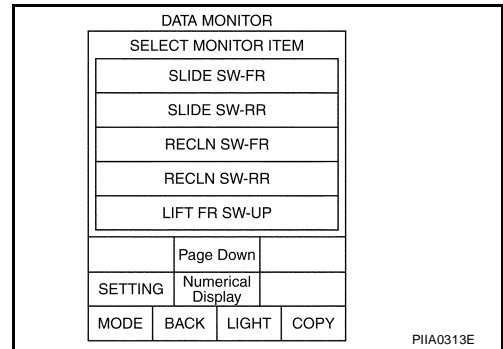 DATA MONITOR
SELECT MONITOR ITEM
SLIDE SW-FR
SLIDE SW-RR
RECLN SW-FR
RECLN SW-RR
LIFT FR SW-UP
Page Down
SETTING
Numerical
Display
MODE BACK LIGHT COPY
PIIA0313E